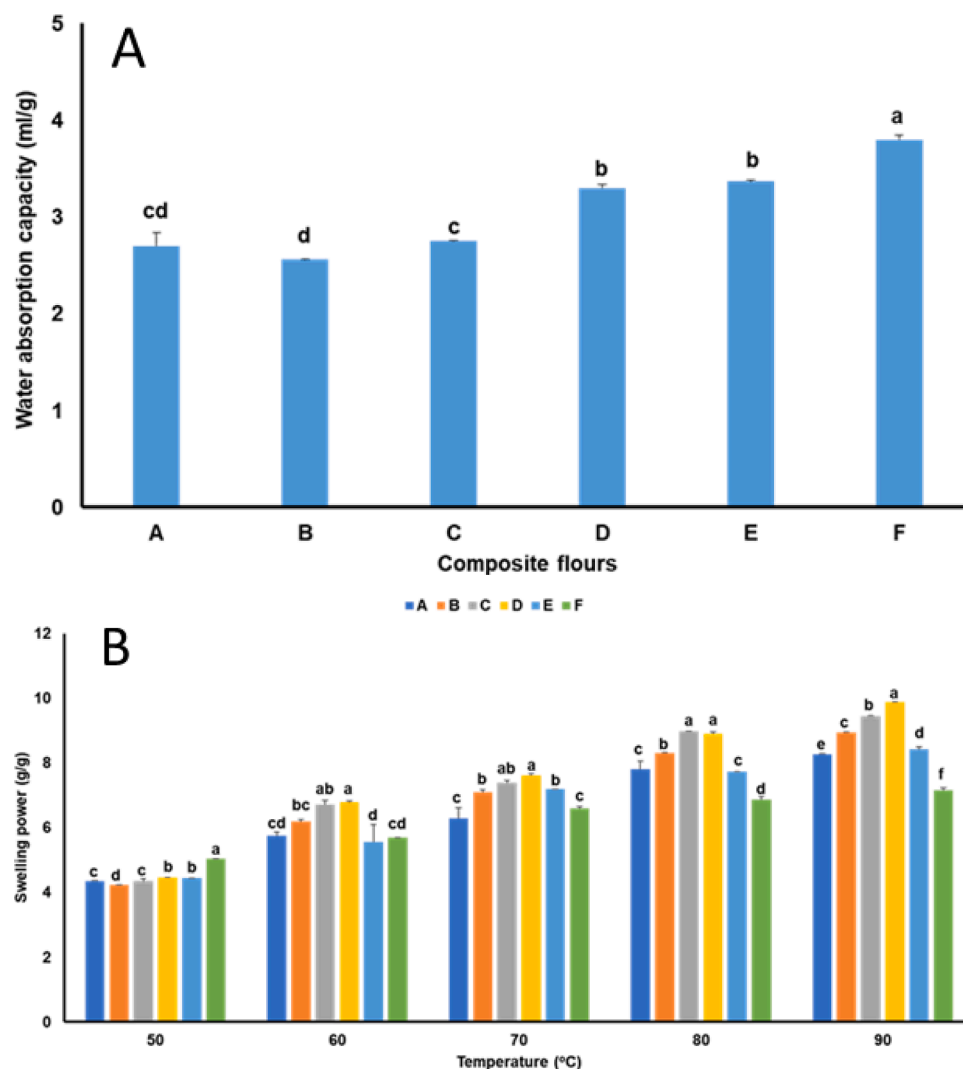 A
5
4
3
2
1
0
Water absorption capacity (ml/g)
cd
d
c
b
b
a
A B C D E F
Composite flours
A B C D E F
B
12
10
8
6
4
2
0
Swelling power (g/g)
c d c b b a
cd bc ab a d cd
c b ab a b c
c b a a c d
e c b a d f
50 60 70 80 90
Temperature (°C)